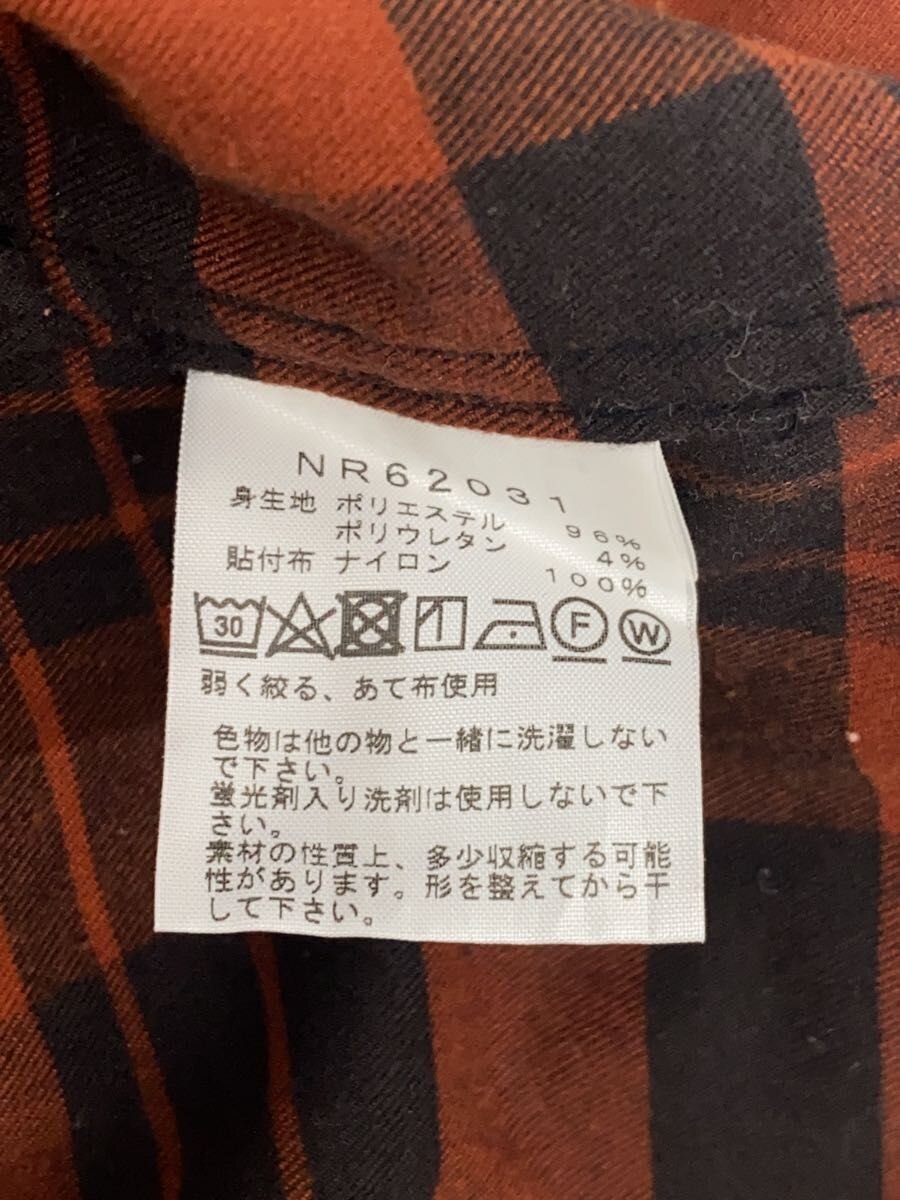 NR62031
身生地 ポリエステル 96%
ポリウレタン 4%
貼付布 ナイロン 100%
30 F W
弱く絞る、あて布使用
色物は他の物と一緒に洗濯しない
で下さい。
蛍光剤入り洗剤は使用しないで下
さい。
素材の性質上、多少収縮する可能
性があります。形を整えてから干
して下さい。